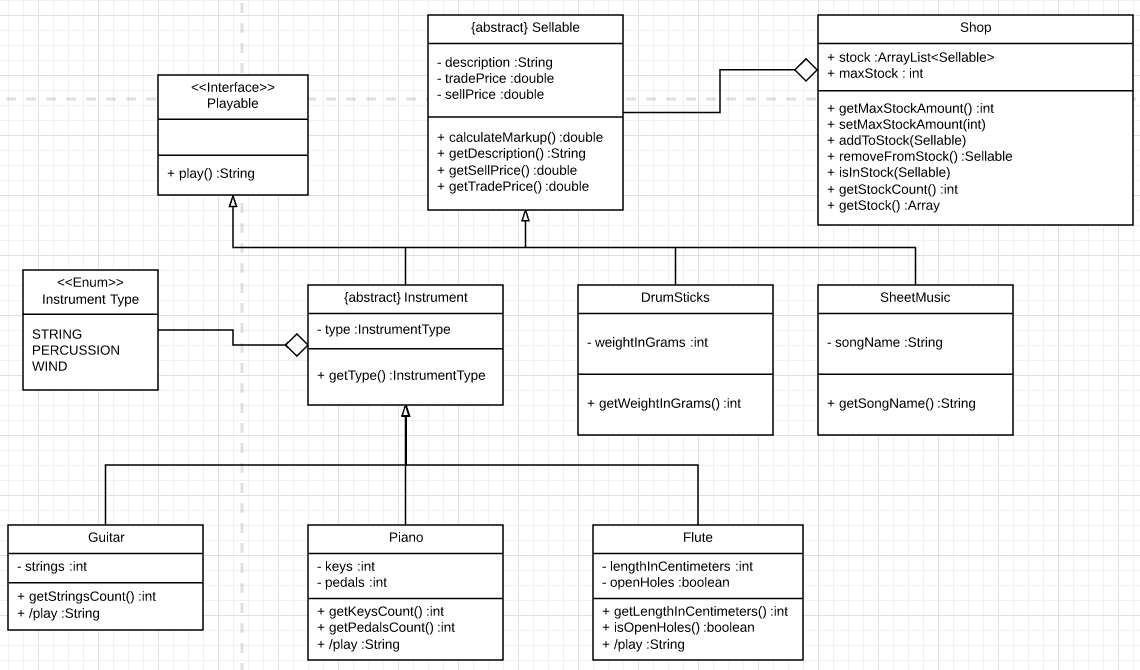 {abstract} Sellable
- description :String
- tradePrice :double
- sellPrice :double
+ calculateMarkup() :double
+ getDescription() :String
+ getSellPrice() :double
+ getTradePrice() :double
Shop
+ stock :ArrayList<Sellable>
+ maxStock : int
+ getMaxStockAmount() :int
+ setMaxStockAmount(int)
+ addToStock(Sellable)
+ removeFromStock() :Sellable
+ isInStock(Sellable)
+ getStockCount() :int
+ getStock() :Array
<<Interface>>
Playable
+ play() :String
<<Enum>>
Instrument Type
STRING
PERCUSSION
WIND
{abstract} Instrument
- type :InstrumentType
+ getType() :InstrumentType
DrumSticks
- weightInGrams :int
+ getWeightInGrams() :int
SheetMusic
- songName :String
+ getSongName() :String
Guitar
- strings :int
+ getStringsCount() :int
+ /play :String
Piano
- keys :int
- pedals :int
+ getKeysCount() :int
+ getPedalsCount() :int
+ /play :String
Flute
- lengthInCentimeters :int
- openHoles :boolean
+ getLengthInCentimeters() :int
+ isOpenHoles() :boolean
+ /play :String